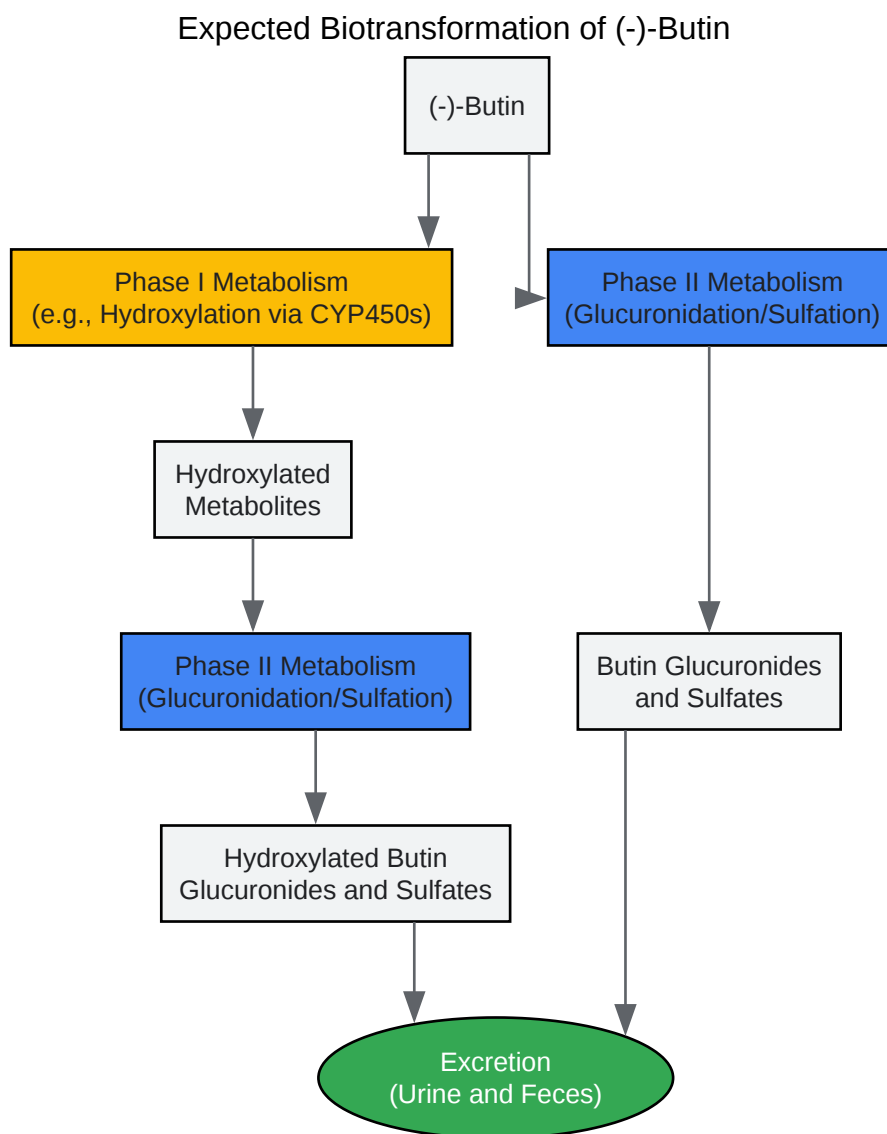 Expected Biotransformation of (-)-Butin
(-)-Butin
Phase I Metabolism
(e.g., Hydroxylation via CYP450s)
Phase II Metabolism
(Glucuronidation/Sulfation)
Hydroxylated
Metabolites
Phase II Metabolism
(Glucuronidation/Sulfation)
Butin Glucuronides
and Sulfates
Hydroxylated Butin
Glucuronides and Sulfates
Excretion
(Urine and Feces)